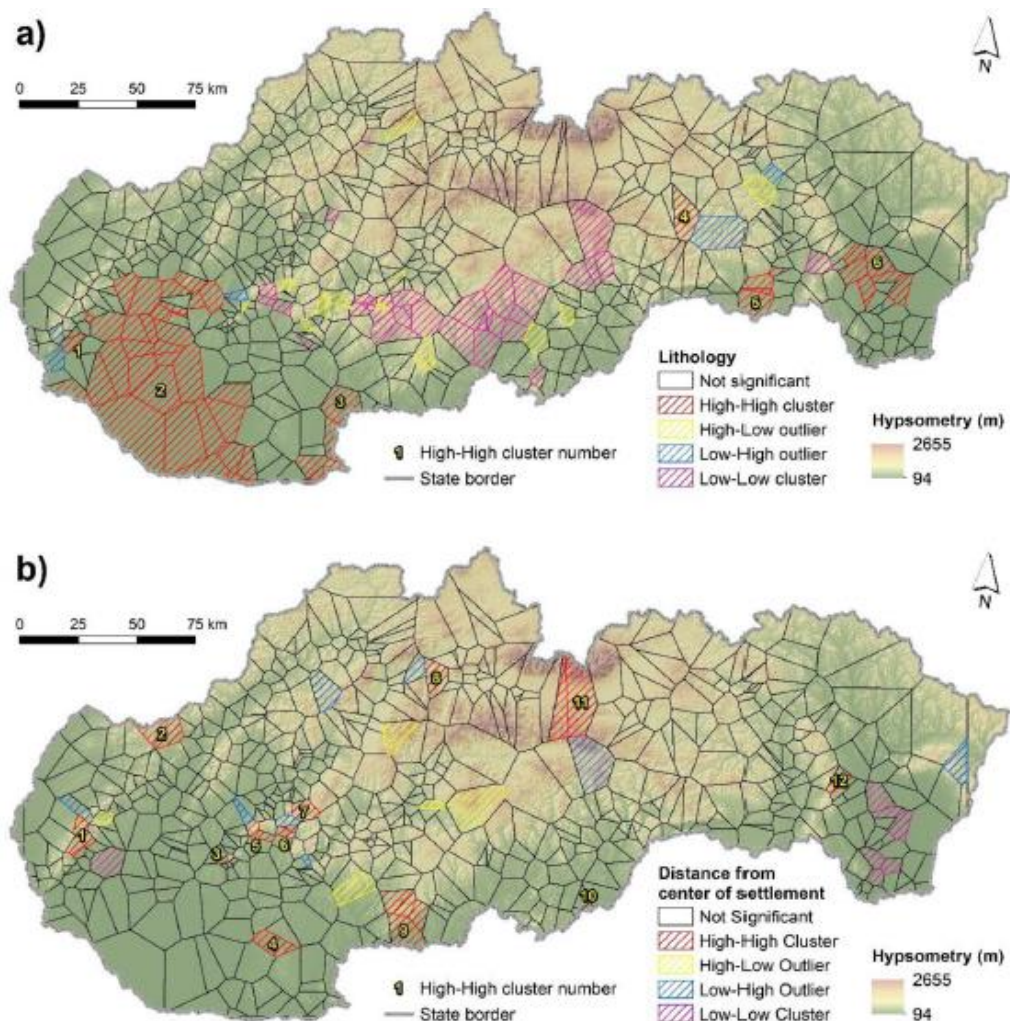 a)
0 25 50 75 km
N
1
2
3
4
5
6
Lithology
Not significant
High-High cluster
High-Low outlier
Low-High outlier
Low-Low cluster
Hypsometry (m)
2655
94
1 High-High cluster number
State border
b)
0 25 50 75 km
N
1
2
3
4
5
6
7
8
9
10
11
12
Distance from
center of settlement
Not Significant
High-High Cluster
High-Low Outlier
Low-High Outlier
Low-Low Cluster
Hypsometry (m)
2655
94
1 High-High cluster number
State border